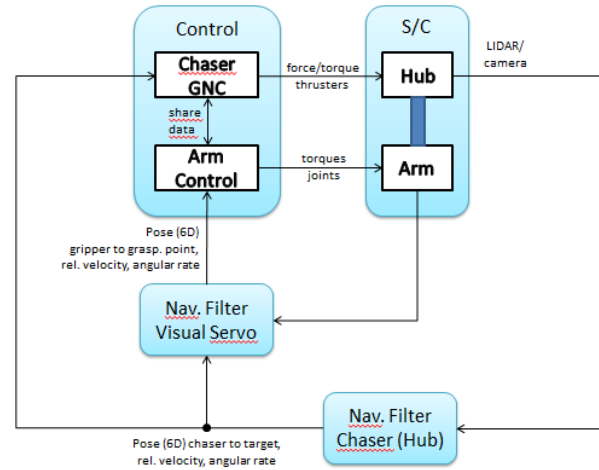 Control
S/C
Chaser
GNC
force/torque
thrusters
Hub
LIDAR/
camera
share
data
Arm
Control
torques
joints
Arm
Pose (6D)
gripper to grasp. point,
rel. velocity, angular rate
Nav. Filter
Visual Servo
Nav. Filter
Chaser (Hub)
Pose (6D) chaser to target,
rel. velocity, angular rate